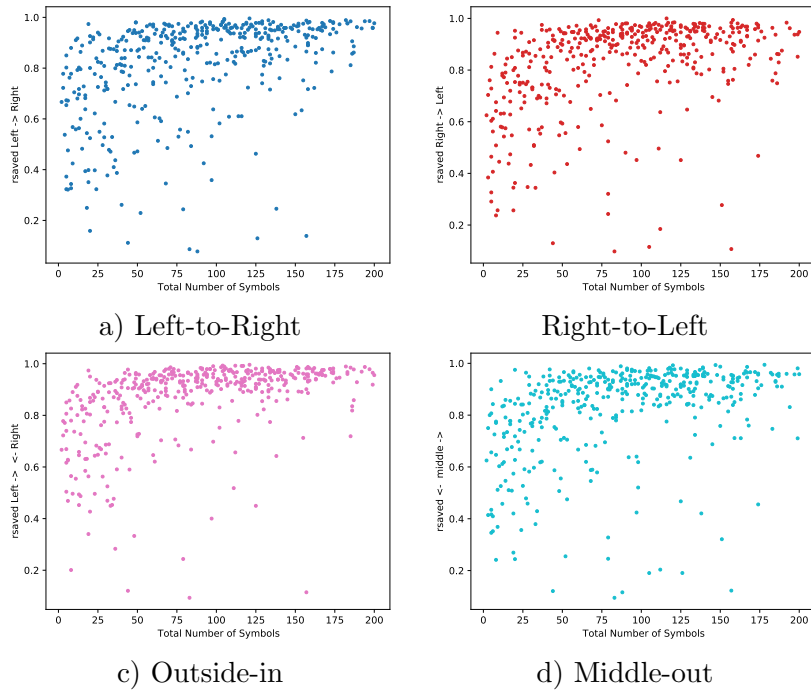 1.0
0.8
0.6
0.4
0.2
rsaved Left -> Right
0 25 50 75 100 125 150 175 200
Total Number of Symbols
a) Left-to-Right
1.0
0.8
0.6
0.4
0.2
rsaved Right -> Left
0 25 50 75 100 125 150 175 200
Total Number of Symbols
Right-to-Left
1.0
0.8
0.6
0.4
0.2
rsaved Left -> <- Right
0 25 50 75 100 125 150 175 200
Total Number of Symbols
c) Outside-in
1.0
0.8
0.6
0.4
0.2
rsaved <- middle ->
0 25 50 75 100 125 150 175 200
Total Number of Symbols
d) Middle-out